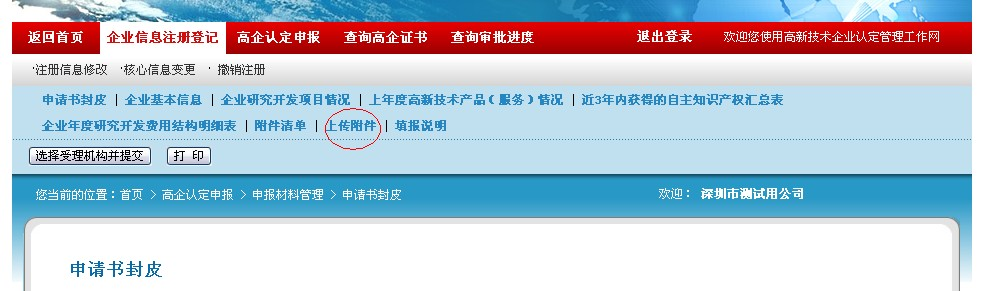 返回首页 企业信息注册登记 高企认定申报 查询高企证书 查询审批进度 退出登录 欢迎您使用高新技术企业认定管理工作网
·注册信息修改 ·核心信息变更 · 撤销注册
申请书封皮 | 企业基本信息 | 企业研究开发项目情况 | 上年度高新技术产品(服务)情况 | 近3年内获得的自主知识产权汇总表
企业年度研究开发费用结构明细表 | 附件清单 | 上传附件 | 填报说明
选择受理机构并提交 打 印
您当前的位置:首页 > 高企认定申报 > 申报材料管理 > 申请书封皮 欢迎: 深圳市测试用公司
申请书封皮